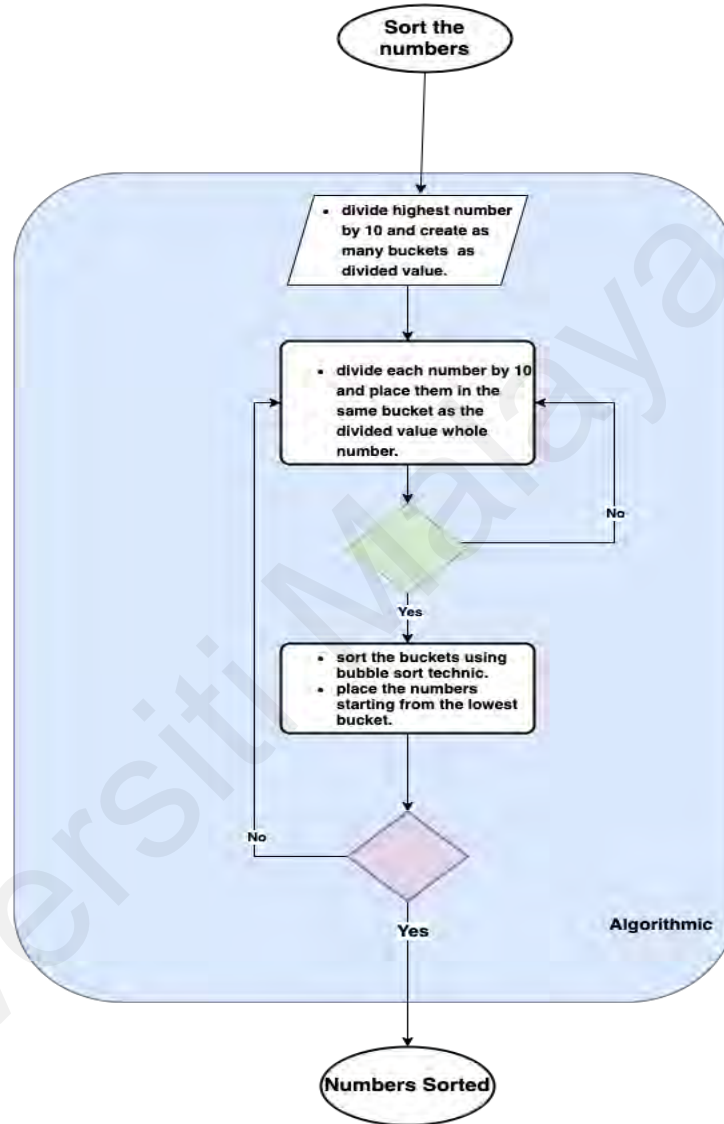 Sort the
numbers
• divide highest number
by 10 and create as
many buckets as
divided value.
• divide each number by 10
and place them in the
same bucket as the
divided value whole
number.
No
Yes
• sort the buckets using
bubble sort technic.
• place the numbers
starting from the lowest
bucket.
No
Yes
Algorithmic
Numbers Sorted
ersiti Malaya